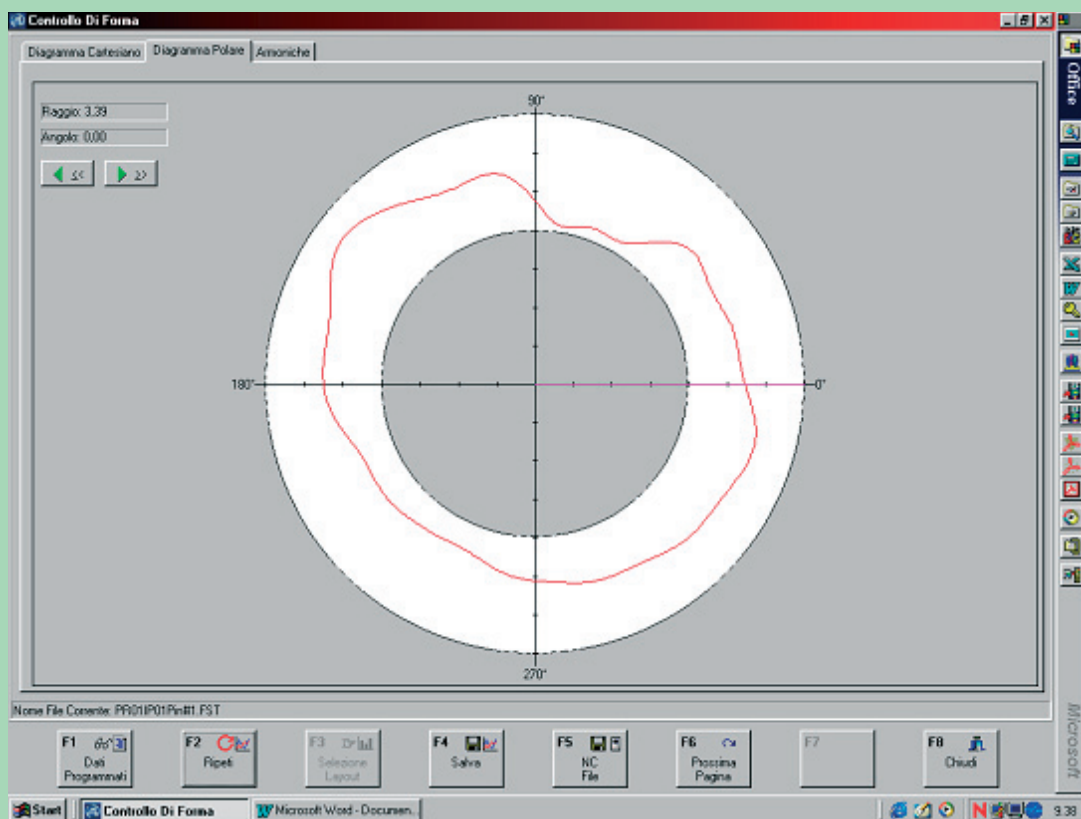 Controllo Di Forma
Diagramma Cartesiano
Diagramma Polare
Armoniche
Raggio: 3.39
Angolo: 0.00
<<
>>
90°
180°
0°
270°
Office
Microsoft
Nome File Corrente: PR01IP01Pin#1.FST
F1
Dati
Programmati
F2
Ripeti
F3
Selezione
Layout
F4
Salva
F5
NC
File
F6
Prossima
Pagina
F7
F8
Chiudi
Start
Controllo Di Forma
Microsoft Word - Documen...
9.38